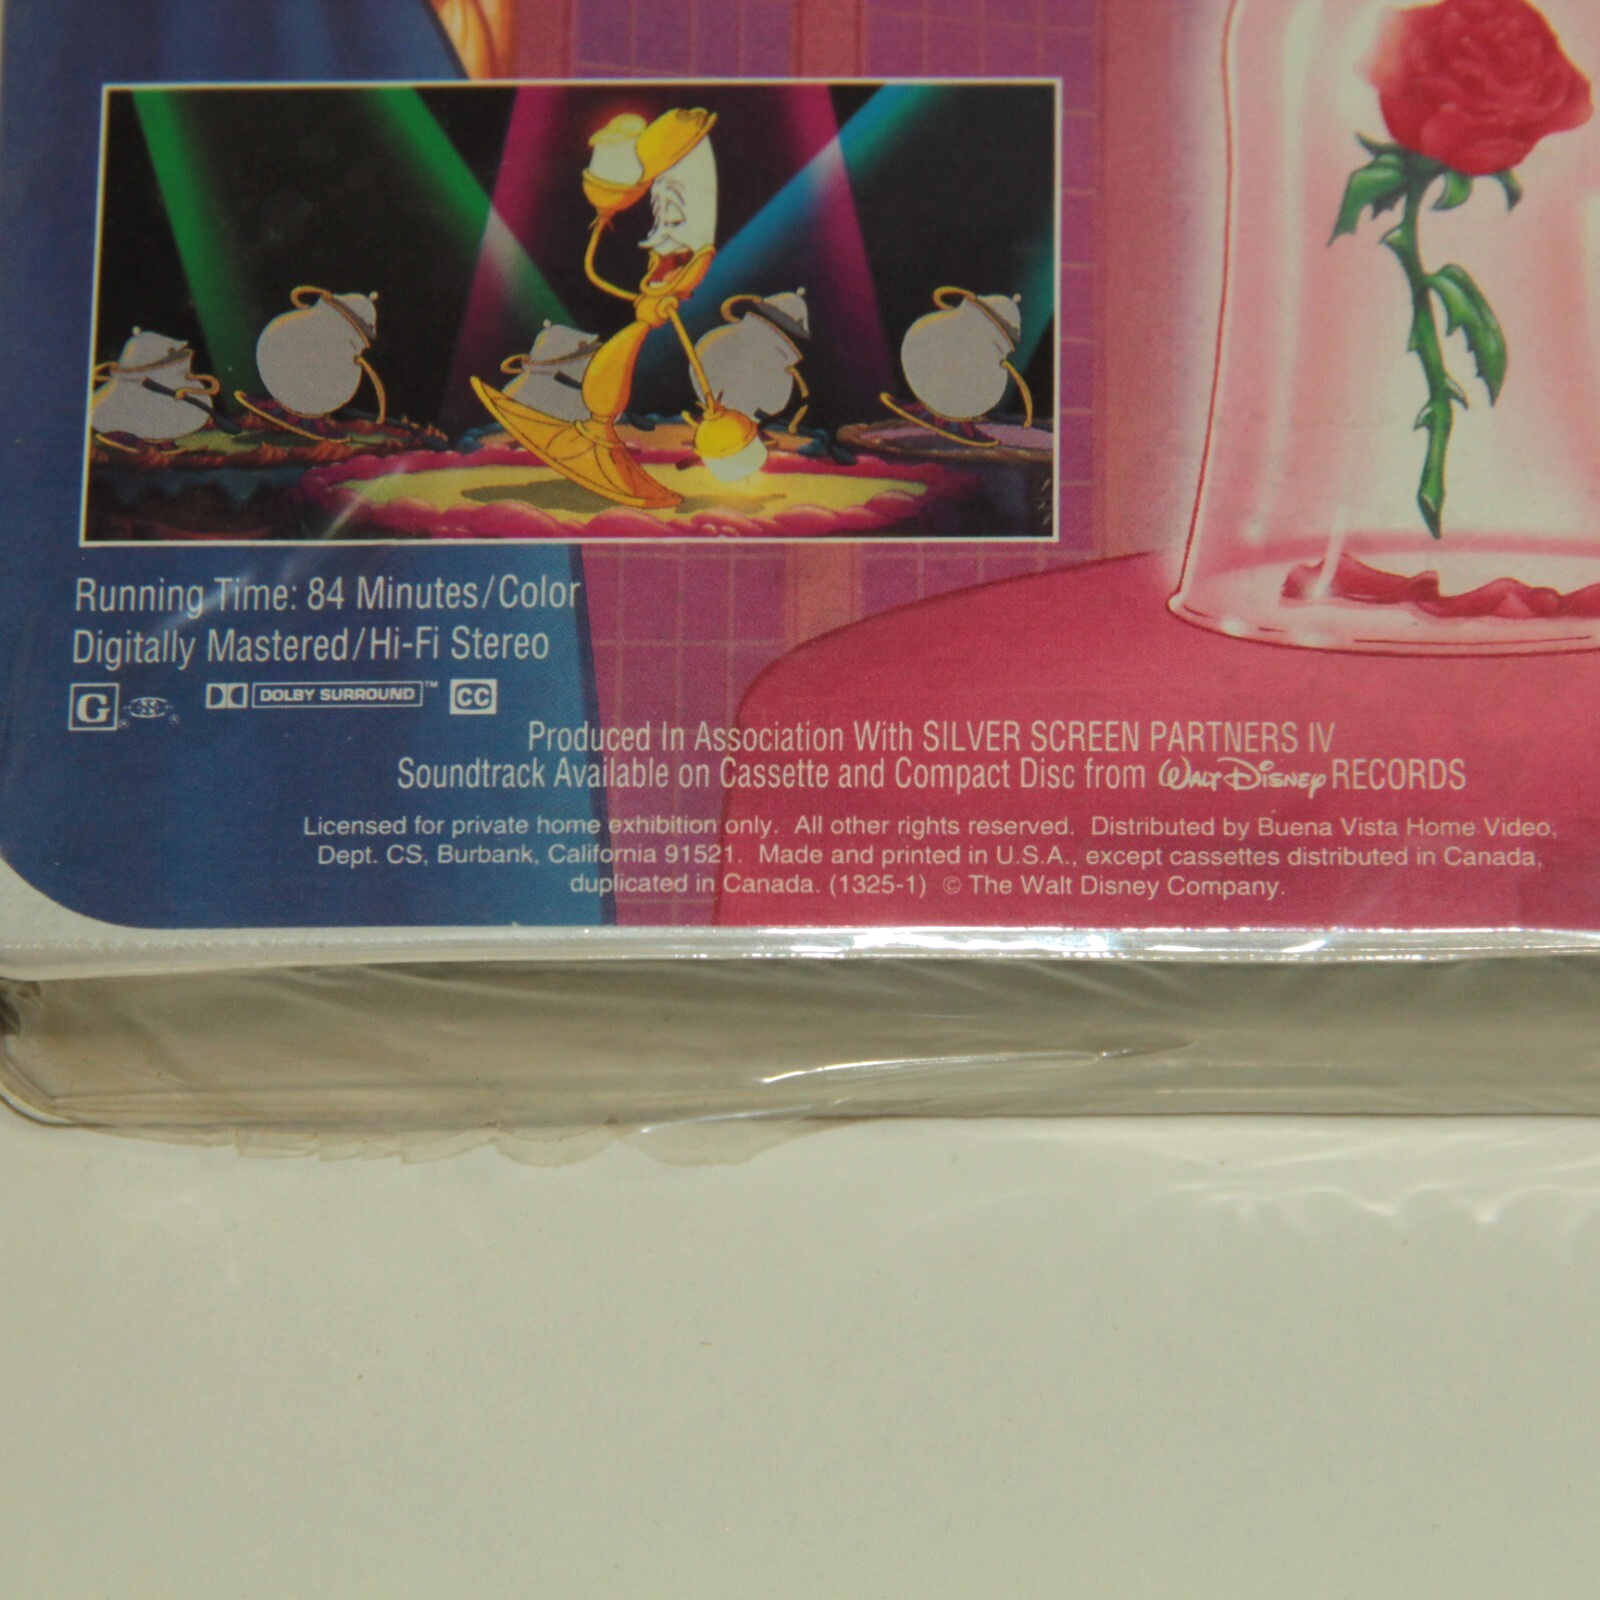 Running Time: 84 Minutes/Color
Digitally Mastered/Hi-Fi Stereo
G ® ® DOLBY SURROUND™ CC
Produced In Association With SILVER SCREEN PARTNERS IV
Soundtrack Available on Cassette and Compact Disc from Walt Disney RECORDS
Licensed for private home exhibition only. All other rights reserved. Distributed by Buena Vista Home Video,
Dept. CS, Burbank, California 91521. Made and printed in U.S.A., except cassettes distributed in Canada,
duplicated in Canada. (1325-1) © The Walt Disney Company.